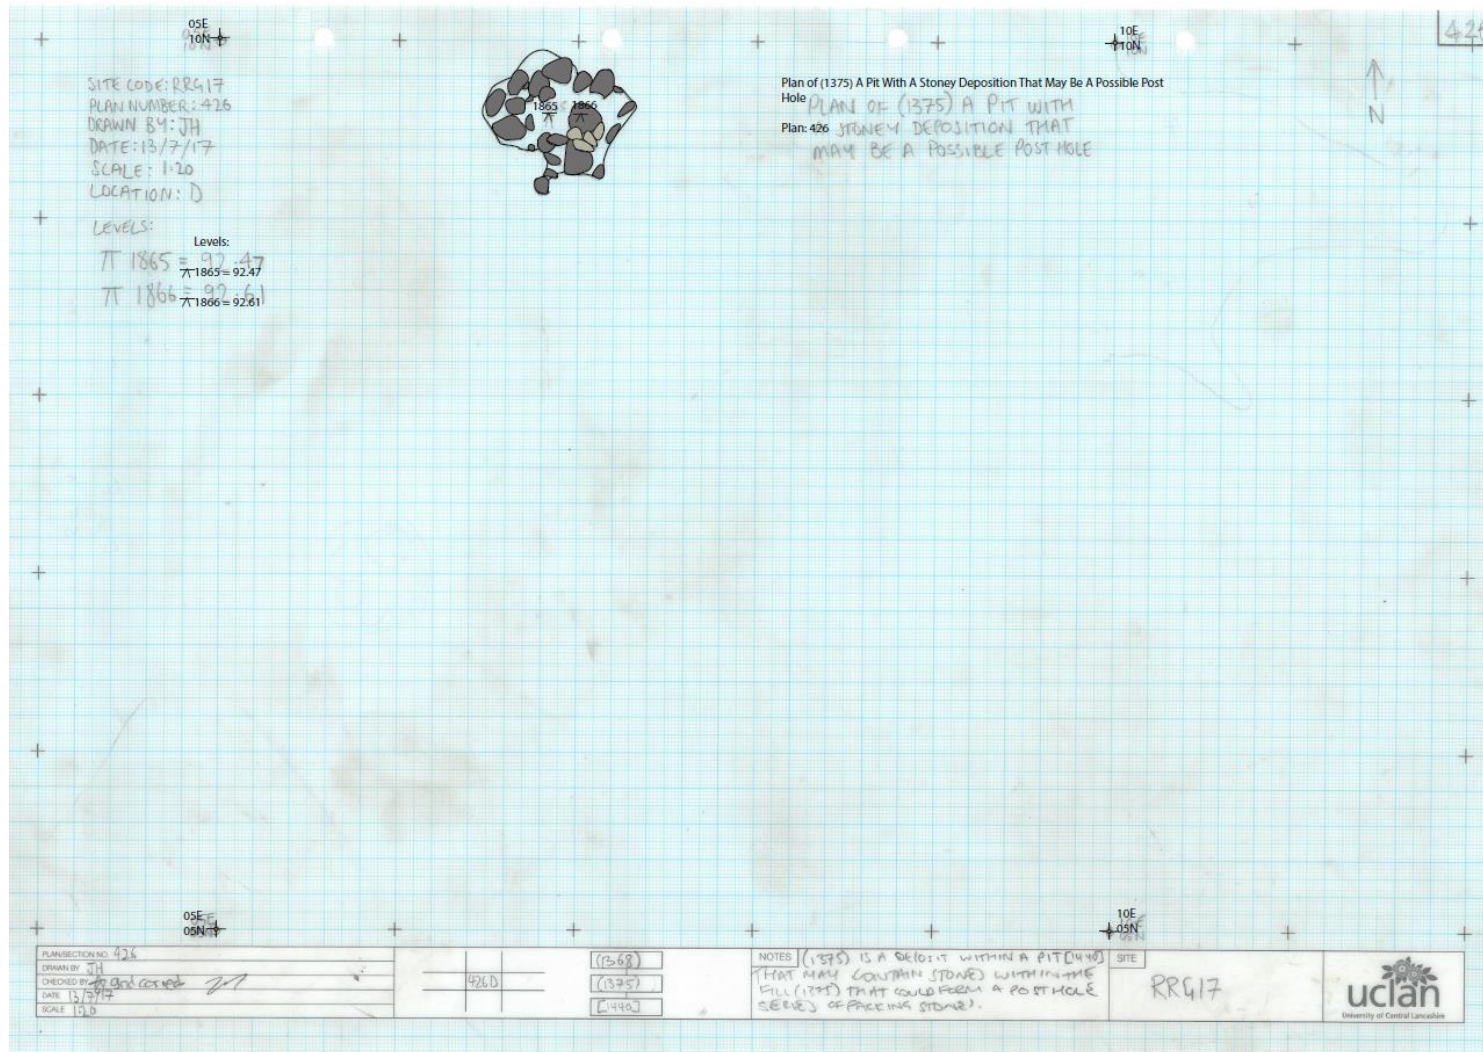 05E
10N
10E
10N
426
SITE CODE: RRG17
PLAN NUMBER: 426
DRAWN BY: JH
DATE: 13/7/17
SCALE: 1:20
LOCATION: D
LEVELS:
1865 = 92.47
1866 = 92.61
Levels:
1865 = 92.47
1866 = 92.61
1865 1866
Plan of (1375) A Pit With A Stoney Deposition That May Be A Possible Post
Hole
Plan: 426
PLAN OF (1375) A PIT WITH
STONEY DEPOSITION THAT
MAY BE A POSSIBLE POST HOLE
N
05E
05N
10E
05N
PLAN/SECTION NO. 426
DRAWN BY JH
CHECKED BY
DATE 13/7/17
SCALE 1:20
426D
(1368)
(1375)
[1440]
NOTES (1375) IS A DEPOSIT WITHIN A PIT [1440]
THAT MAY CONTAIN STONES WITHIN THE
FILL (1375) THAT COULD FORM A POST HOLE
SERIES OF PACKING STONES.
SITE
RRG17
uclan
University of Central Lancashire